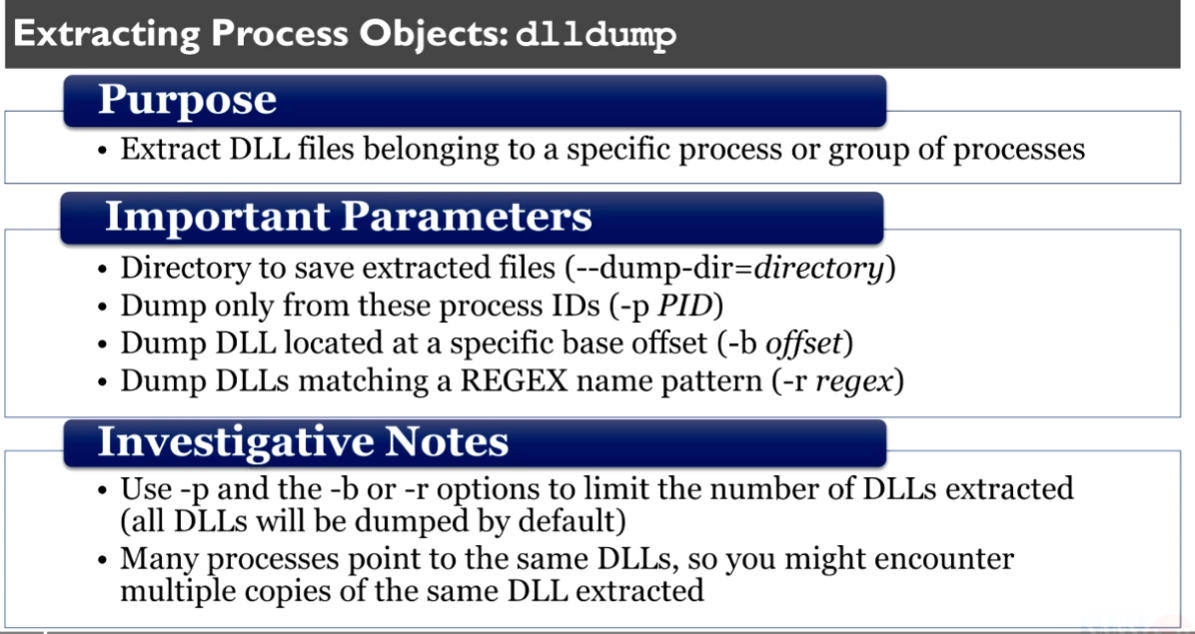 Extracting Process Objects: dlldump
Purpose
• Extract DLL files belonging to a specific process or group of processes
Important Parameters
• Directory to save extracted files (--dump-dir=directory)
• Dump only from these process IDs (-p PID)
• Dump DLL located at a specific base offset (-b offset)
• Dump DLLs matching a REGEX name pattern (-r regex)
Investigative Notes
• Use -p and the -b or -r options to limit the number of DLLs extracted
(all DLLs will be dumped by default)
• Many processes point to the same DLLs, so you might encounter
multiple copies of the same DLL extracted